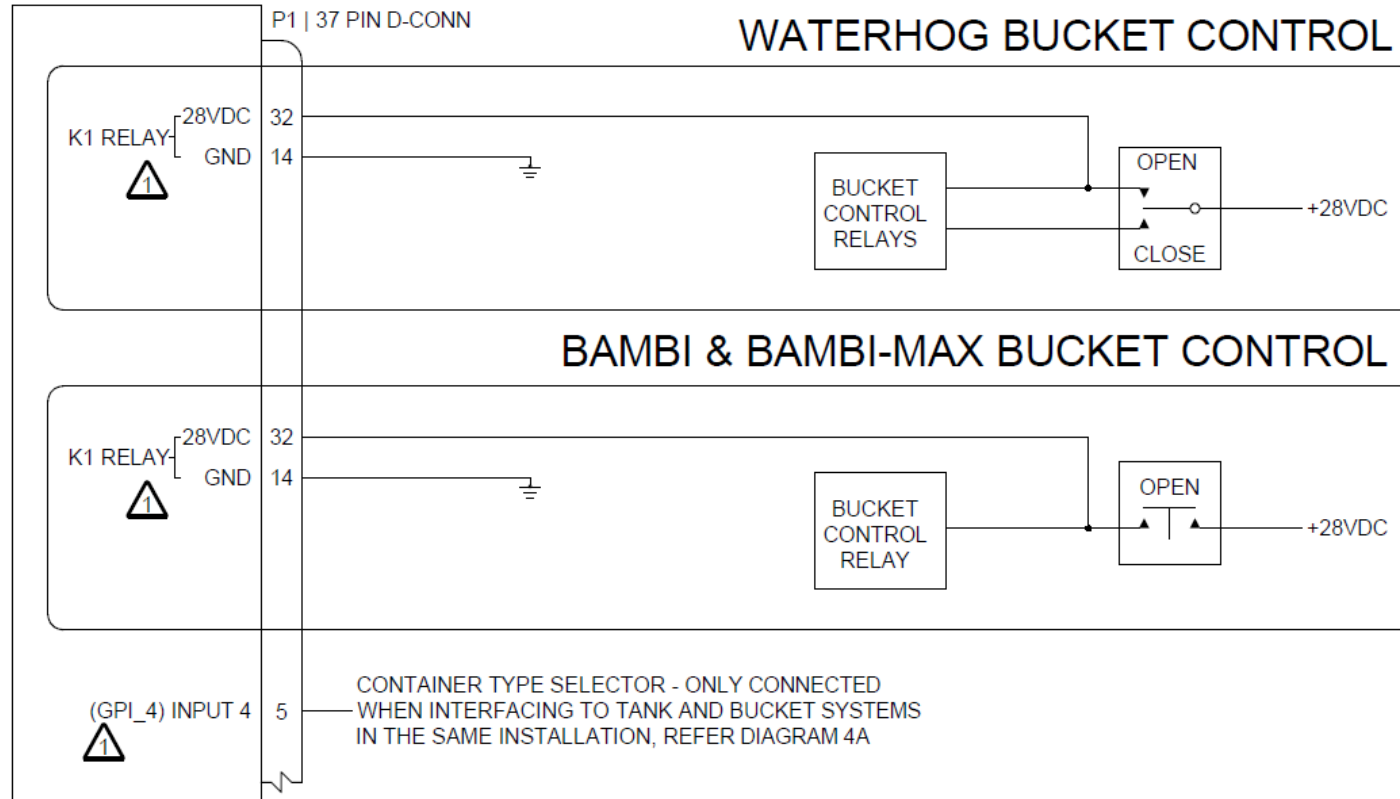 P1 | 37 PIN D-CONN
WATERHOG BUCKET CONTROL
28VDC 32
K1 RELAY
GND 14
1
OPEN
BUCKET
CONTROL
RELAYS
+28VDC
CLOSE
BAMBI & BAMBI-MAX BUCKET CONTROL
28VDC 32
K1 RELAY
GND 14
1
OPEN
BUCKET
CONTROL
RELAY
+28VDC
CONTAINER TYPE SELECTOR - ONLY CONNECTED
(GPI_4) INPUT 4 5 WHEN INTERFACING TO TANK AND BUCKET SYSTEMS
1
IN THE SAME INSTALLATION, REFER DIAGRAM 4A